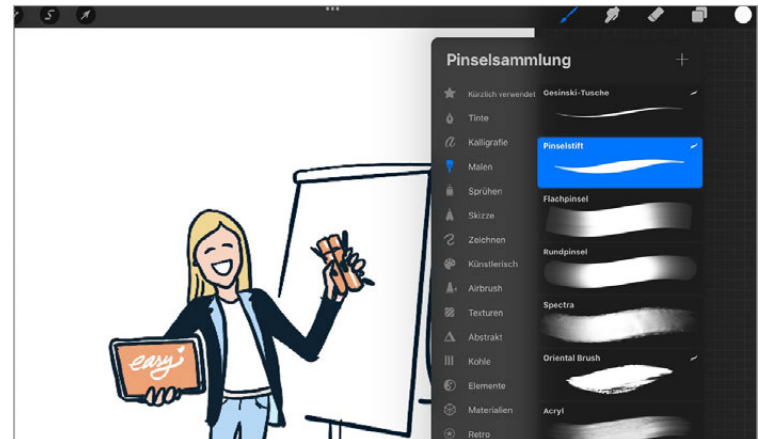 Pinselsammlung
Kürzlich verwendet
Tinte
Kalligrafie
Malen
Sprühen
Skizze
Zeichnen
Künstlerisch
Airbrush
Texturen
Abstrakt
Kohle
Elemente
Materialien
Retro
Gesinski-Tusche
Pinselstift
Flachpinsel
Rundpinsel
Spectra
Oriental Brush
Acryl
easy